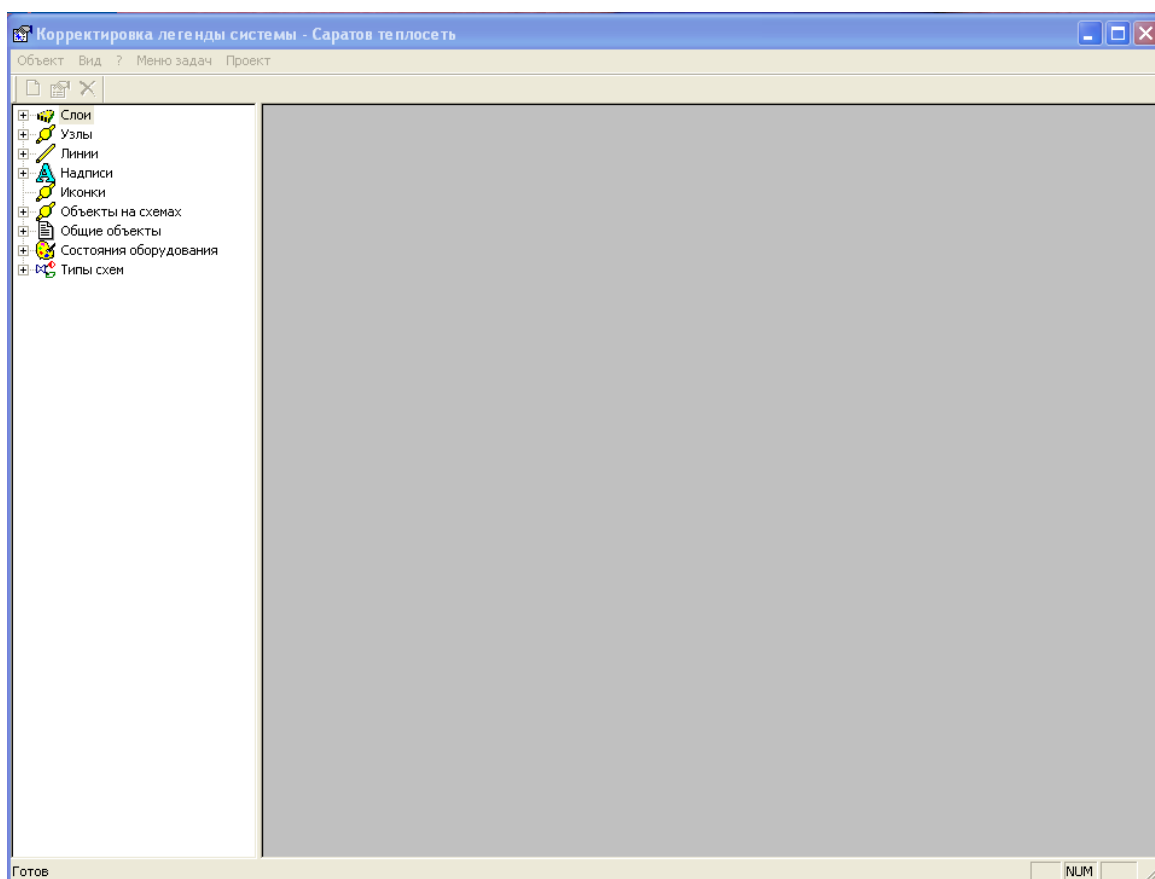 Корректировка легенды системы - Саратов теплосеть
Объект Вид ? Меню задач Проект
Слои
Узлы
Линии
Надписи
Иконки
Объекты на схемах
Общие объекты
Состояния оборудования
Типы схем
Готов NUM